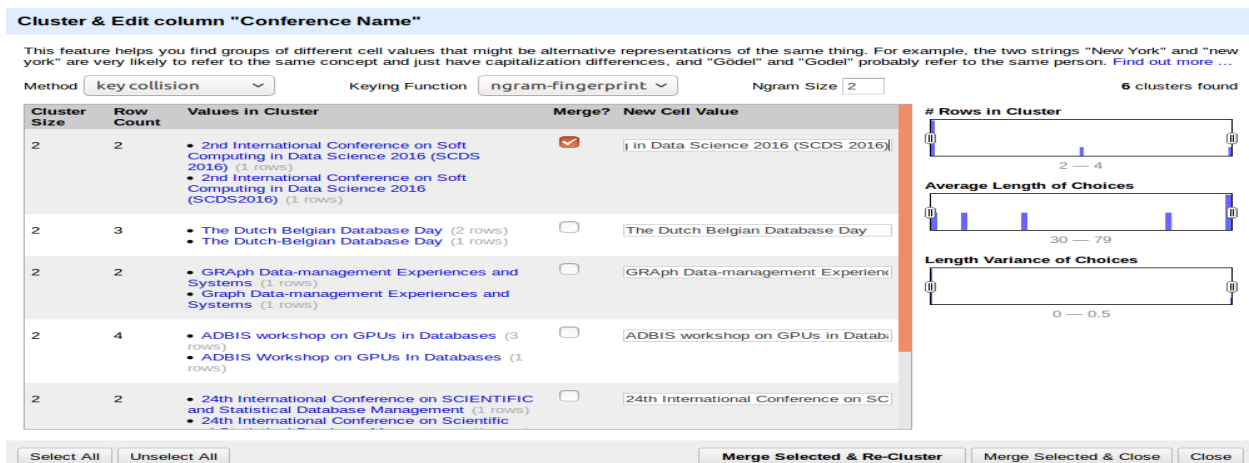 Cluster & Edit column "Conference Name"
This feature helps you find groups of different cell values that might be alternative representations of the same thing. For example, the two strings "New York" and "new
york" are very likely to refer to the same concept and just have capitalization differences, and "Gödel" and "Godel" probably refer to the same person. Find out more ...
Method key collision Keying Function ngram-fingerprint Ngram Size 2 6 clusters found
Cluster Size Row Count Values in Cluster Merge? New Cell Value
2 2 • 2nd International Conference on Soft
Computing in Data Science 2016 (SCDS
2016) (1 rows)
• 2nd International Conference on Soft
Computing in Data Science 2016
(SCDS2016) (1 rows)
in Data Science 2016 (SCDS 2016)
2 3 • The Dutch Belgian Database Day (2 rows)
• The Dutch-Belgian Database Day (1 rows)
The Dutch Belgian Database Day
2 2 • GRAph Data-management Experiences and
Systems (1 rows)
• Graph Data-management Experiences and
Systems (1 rows)
GRAph Data-management Experienc
2 4 • ADBIS workshop on GPUs in Databases (3
rows)
• ADBIS Workshop on GPUs In Databases (1
rows)
ADBIS workshop on GPUs in Datab
2 2 • 24th International Conference on SCIENTIFIC
and Statistical Database Management (1 rows)
• 24th International Conference on Scientific
24th International Conference on SC
# Rows in Cluster
2 — 4
Average Length of Choices
30 — 79
Length Variance of Choices
0 — 0.5
Select All Unselect All Merge Selected & Re-Cluster Merge Selected & Close Close